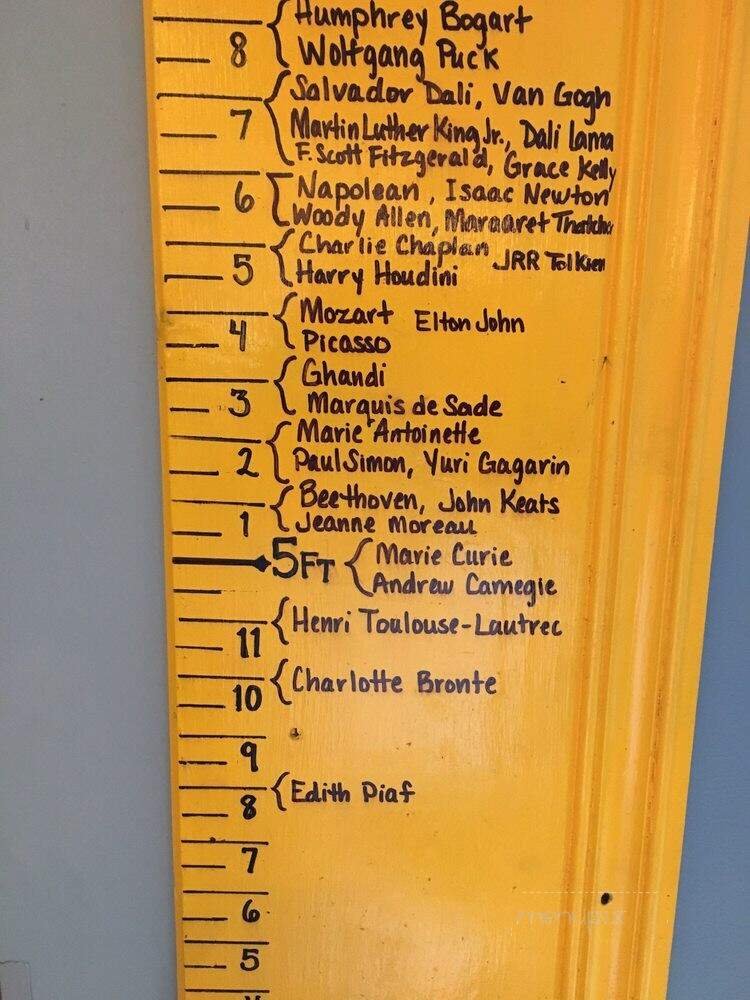 Humphrey Bogart
8 Wolfgang Puck
Salvador Dali, Van Gogh
7 Martin Luther King Jr., Dali Lama
F. Scott Fitzgerald, Grace Kelly
6 Napolean, Isaac Newton
Woody Allen, Margaret Thatcher
Charlie Chaplan JRR Tolkien
5 Harry Houdini
Mozart Elton John
4 Picasso
Ghandi
3 Marquis de Sade
Marie Antoinette
2 Paul Simon, Yuri Gagarin
Beethoven, John Keats
1 Jeanne Moreau
5FT Marie Curie
Andrew Carnegie
Henri Toulouse-Lautrec
11
Charlotte Bronte
10
9
Edith Piaf
8
7
6
5